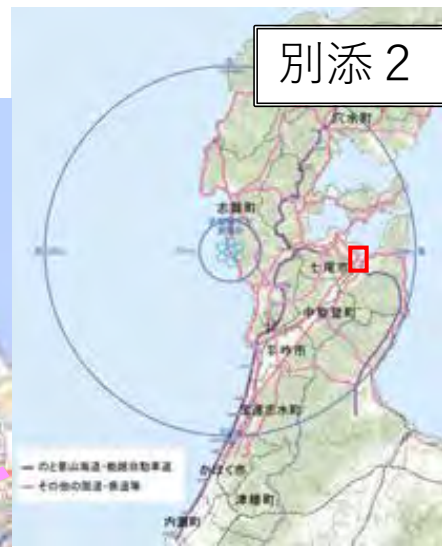 別添２
穴水町
志賀町
七尾市
中能登町
羽咋市
宝達志水町
かほく市
のと里山海道・能越自動車道
その他の国道・県道等
津幡町
内灘町